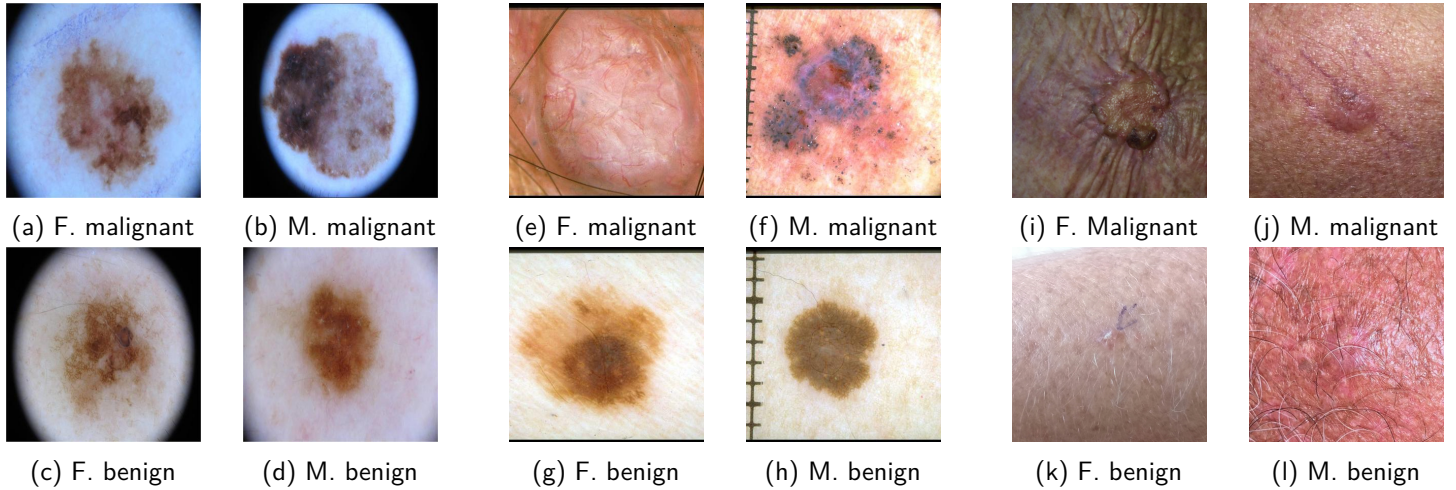 (a) F. malignant
(b) M. malignant
(e) F. malignant
(f) M. malignant
(i) F. Malignant
(j) M. malignant
(c) F. benign
(d) M. benign
(g) F. benign
(h) M. benign
(k) F. benign
(l) M. benign